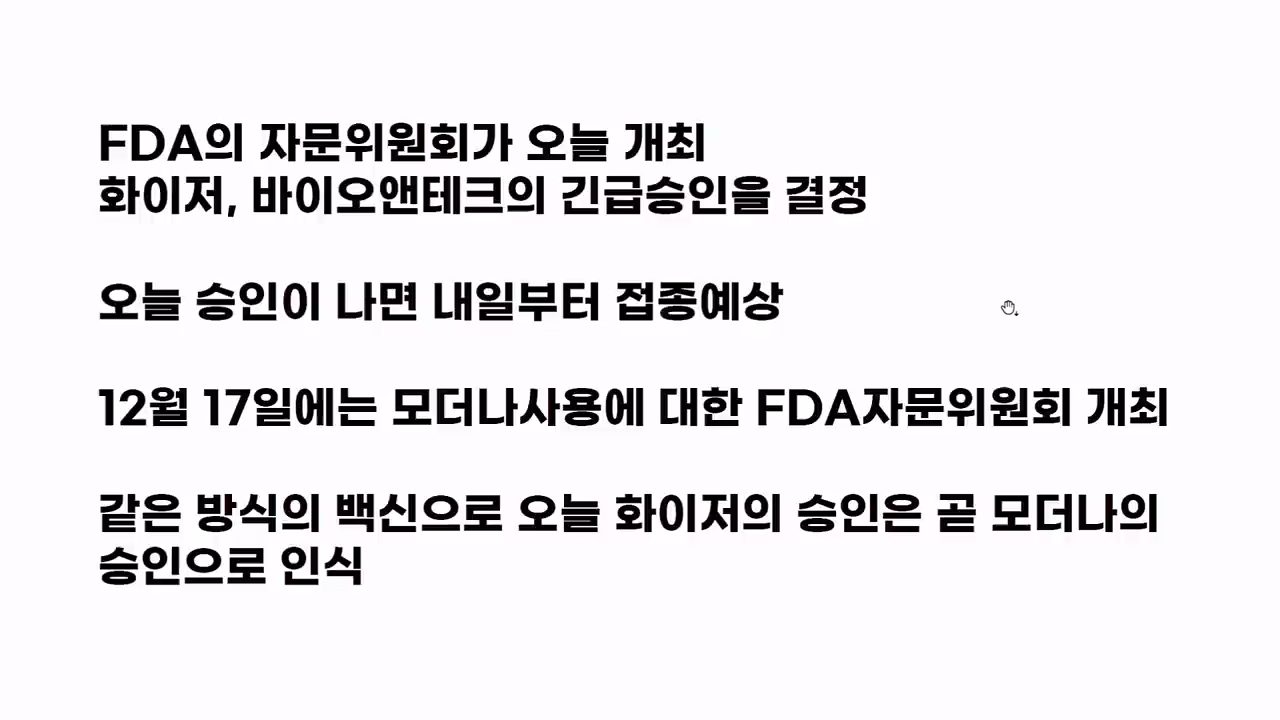 FDA의 자문위원회가 오늘 개최
화이저, 바이오앤테크의 긴급승인을 결정
오늘 승인이 나면 내일부터 접종예상
12월 17일에는 모더나사용에 대한 FDA자문위원회 개최
같은 방식의 백신으로 오늘 화이저의 승인은 곧 모더나의
승인으로 인식